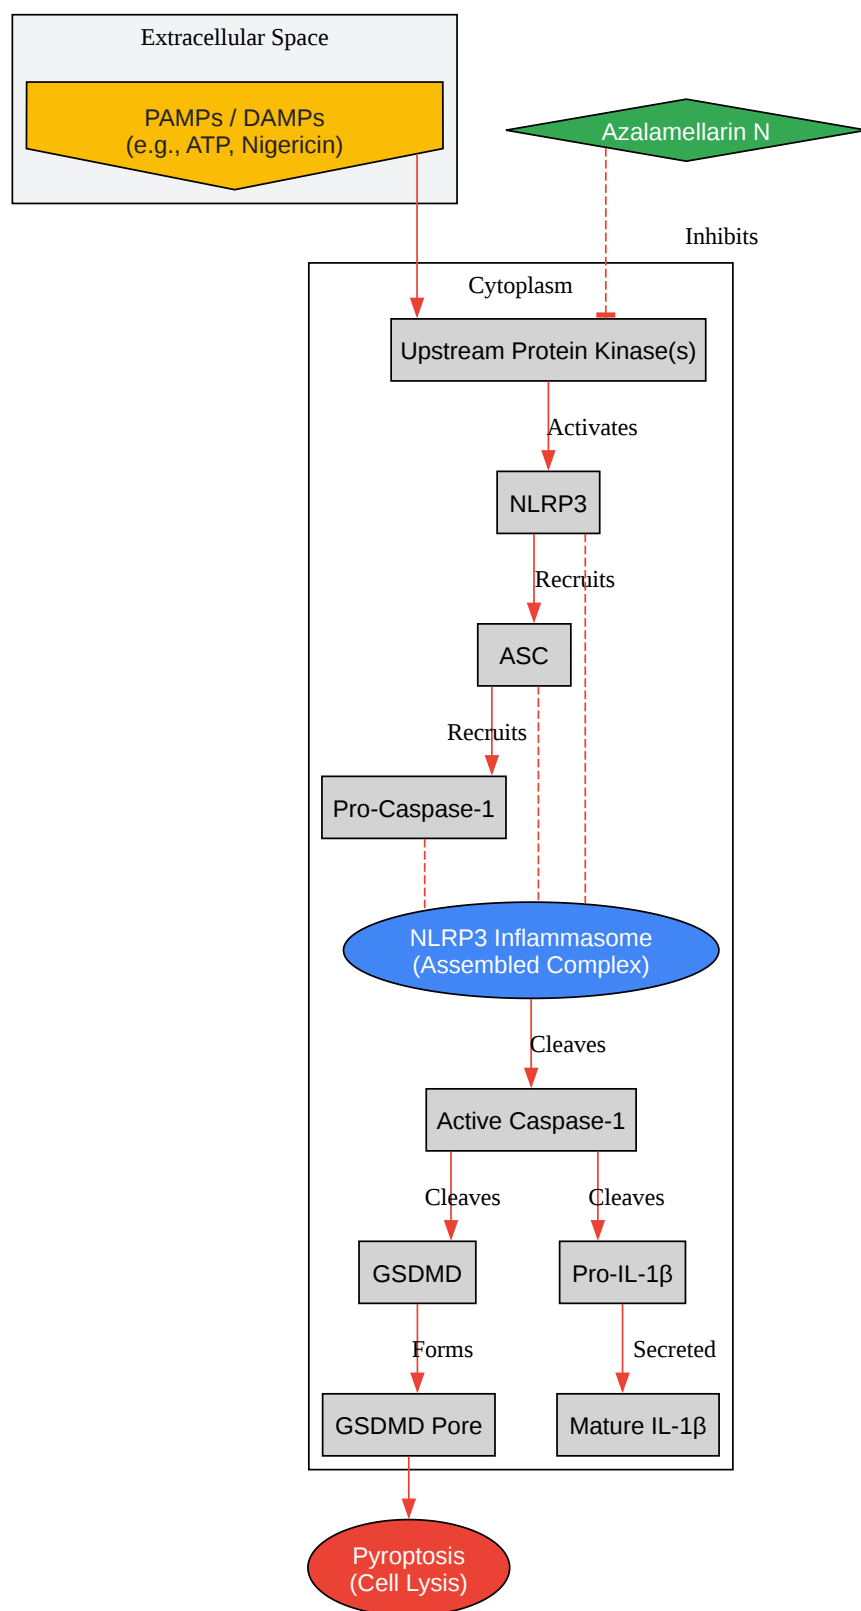 Extracellular Space
PAMPs / DAMPs
(e.g., ATP, Nigericin)
Azalamellarin N
Inhibits
Cytoplasm
Upstream Protein Kinase(s)
Activates
NLRP3
Recruits
ASC
Recruits
Pro-Caspase-1
NLRP3 Inflammasome
(Assembled Complex)
Cleaves
Active Caspase-1
Cleaves
Cleaves
GSDMD
Pro-IL-1β
Forms
Secreted
GSDMD Pore
Mature IL-1β
Pyroptosis
(Cell Lysis)